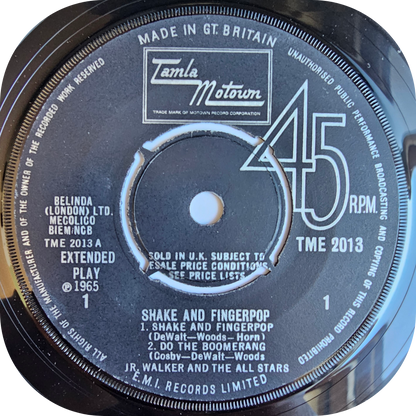 MADE IN GT. BRITAIN
ALL RIGHTS OF THE MANUFACTURER AND OF THE OWNER OF THE RECORDED WORK RESERVED
UNAUTHORISED PUBLIC PERFORMANCE BROADCASTING AND COPYING OF THIS RECORD PROHIBITED
Tamla
Motown
TRADE MARK OF MOTOWN RECORD CORPORATION
45
R.P.M.
BELINDA
(LONDON) LTD.
MECOLICO
BIEM/NCB
TME 2013 A
EXTENDED
PLAY
℗ 1965
1
TME 2013
SOLD IN U.K. SUBJECT TO
RESALE PRICE CONDITIONS
SEE PRICE LISTS
1
SHAKE AND FINGERPOP
1. SHAKE AND FINGERPOP
(DeWalt—Woods—Horn)
2. DO THE BOOMERANG
(Cosby—DeWalt—Woods
JR. WALKER AND THE ALL STARS
E.M.I. RECORDS LIMITED